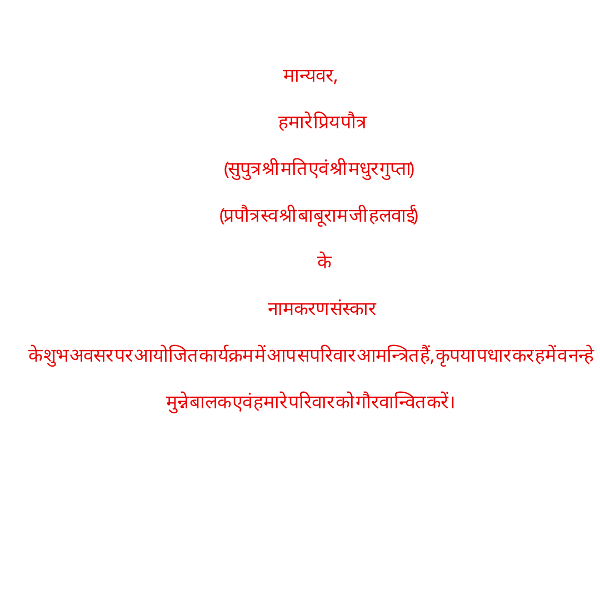 मान्यवर,
हमारे प्रिय पौत्र
(सुपुत्र श्रीमति एवं श्री मधुर गुप्ता)
(प्रपौत्र स्व श्री बाबूराम जी हलवाई)
के
नामकरण संस्कार
के शुभ अवसर पर आयोजित कार्यक्रम में आप सपरिवार आमन्त्रित हैं, कृपया पधारकर हमें व नन्हे
मुन्ने बालक एवं हमारे परिवार को गौरवान्वित करें।